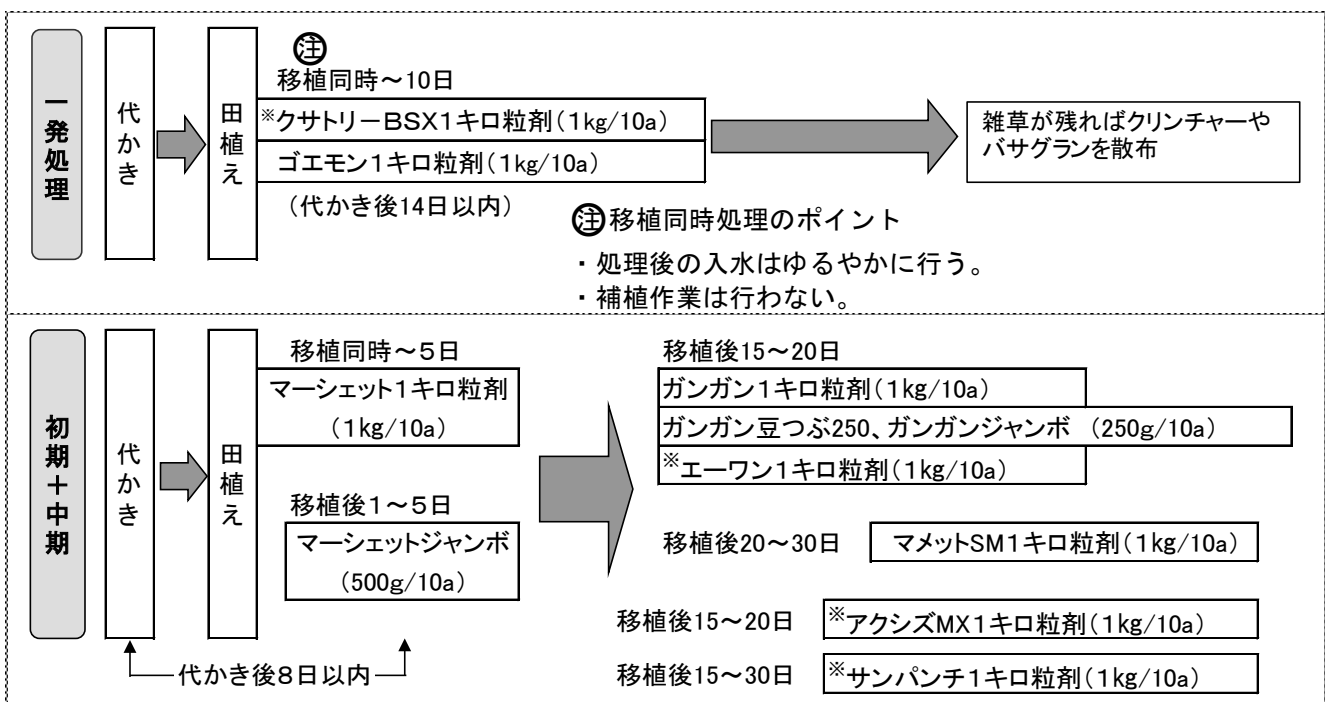 一発処理
代かき
田植え
注
移植同時～10日
※クサトリーBSX1キロ粒剤(1kg/10a)
ゴエモン1キロ粒剤(1kg/10a)
(代かき後14日以内)
雑草が残ればクリンチャーや
バサグランを散布
注移植同時処理のポイント
・処理後の入水はゆるやかに行う。
・補植作業は行わない。
初期＋中期
代かき
田植え
移植同時～5日
マーシェット1キロ粒剤
(1kg/10a)
移植後1～5日
マーシェットジャンボ
(500g/10a)
代かき後8日以内
移植後15～20日
ガンガン1キロ粒剤(1kg/10a)
ガンガン豆つぶ250、ガンガンジャンボ (250g/10a)
※エーワン1キロ粒剤(1kg/10a)
移植後20～30日 マメットSM1キロ粒剤(1kg/10a)
移植後15～20日 ※アクシズMX1キロ粒剤(1kg/10a)
移植後15～30日 ※サンパンチ1キロ粒剤(1kg/10a)